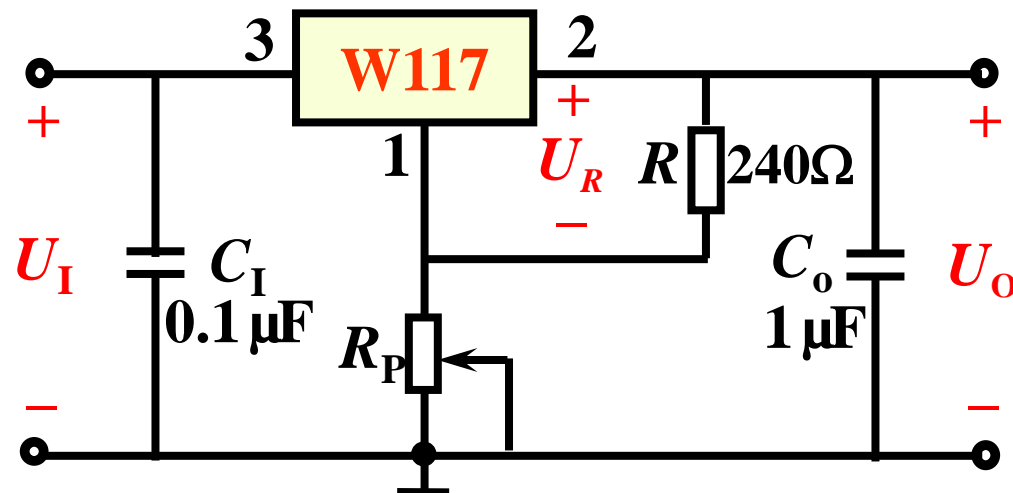 3
W117
2
+
+
+
1
U_R
R
240Ω
−
U_I
C_I
0.1 μF
C_o
1 μF
U_O
R_P
−
−